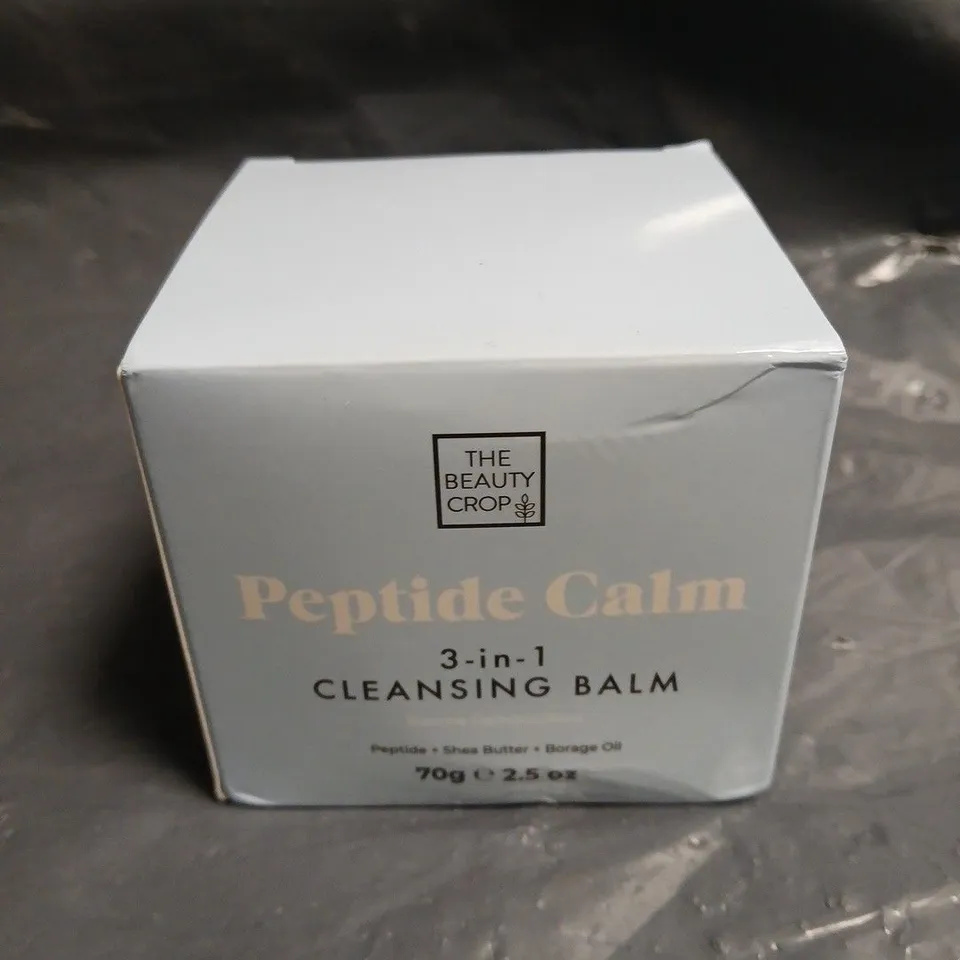 THE
BEAUTY
CROP
Peptide Calm
3-in-1
CLEANSING BALM
Peptide + Shea Butter + Borage Oil
70g ℮ 2.5 oz